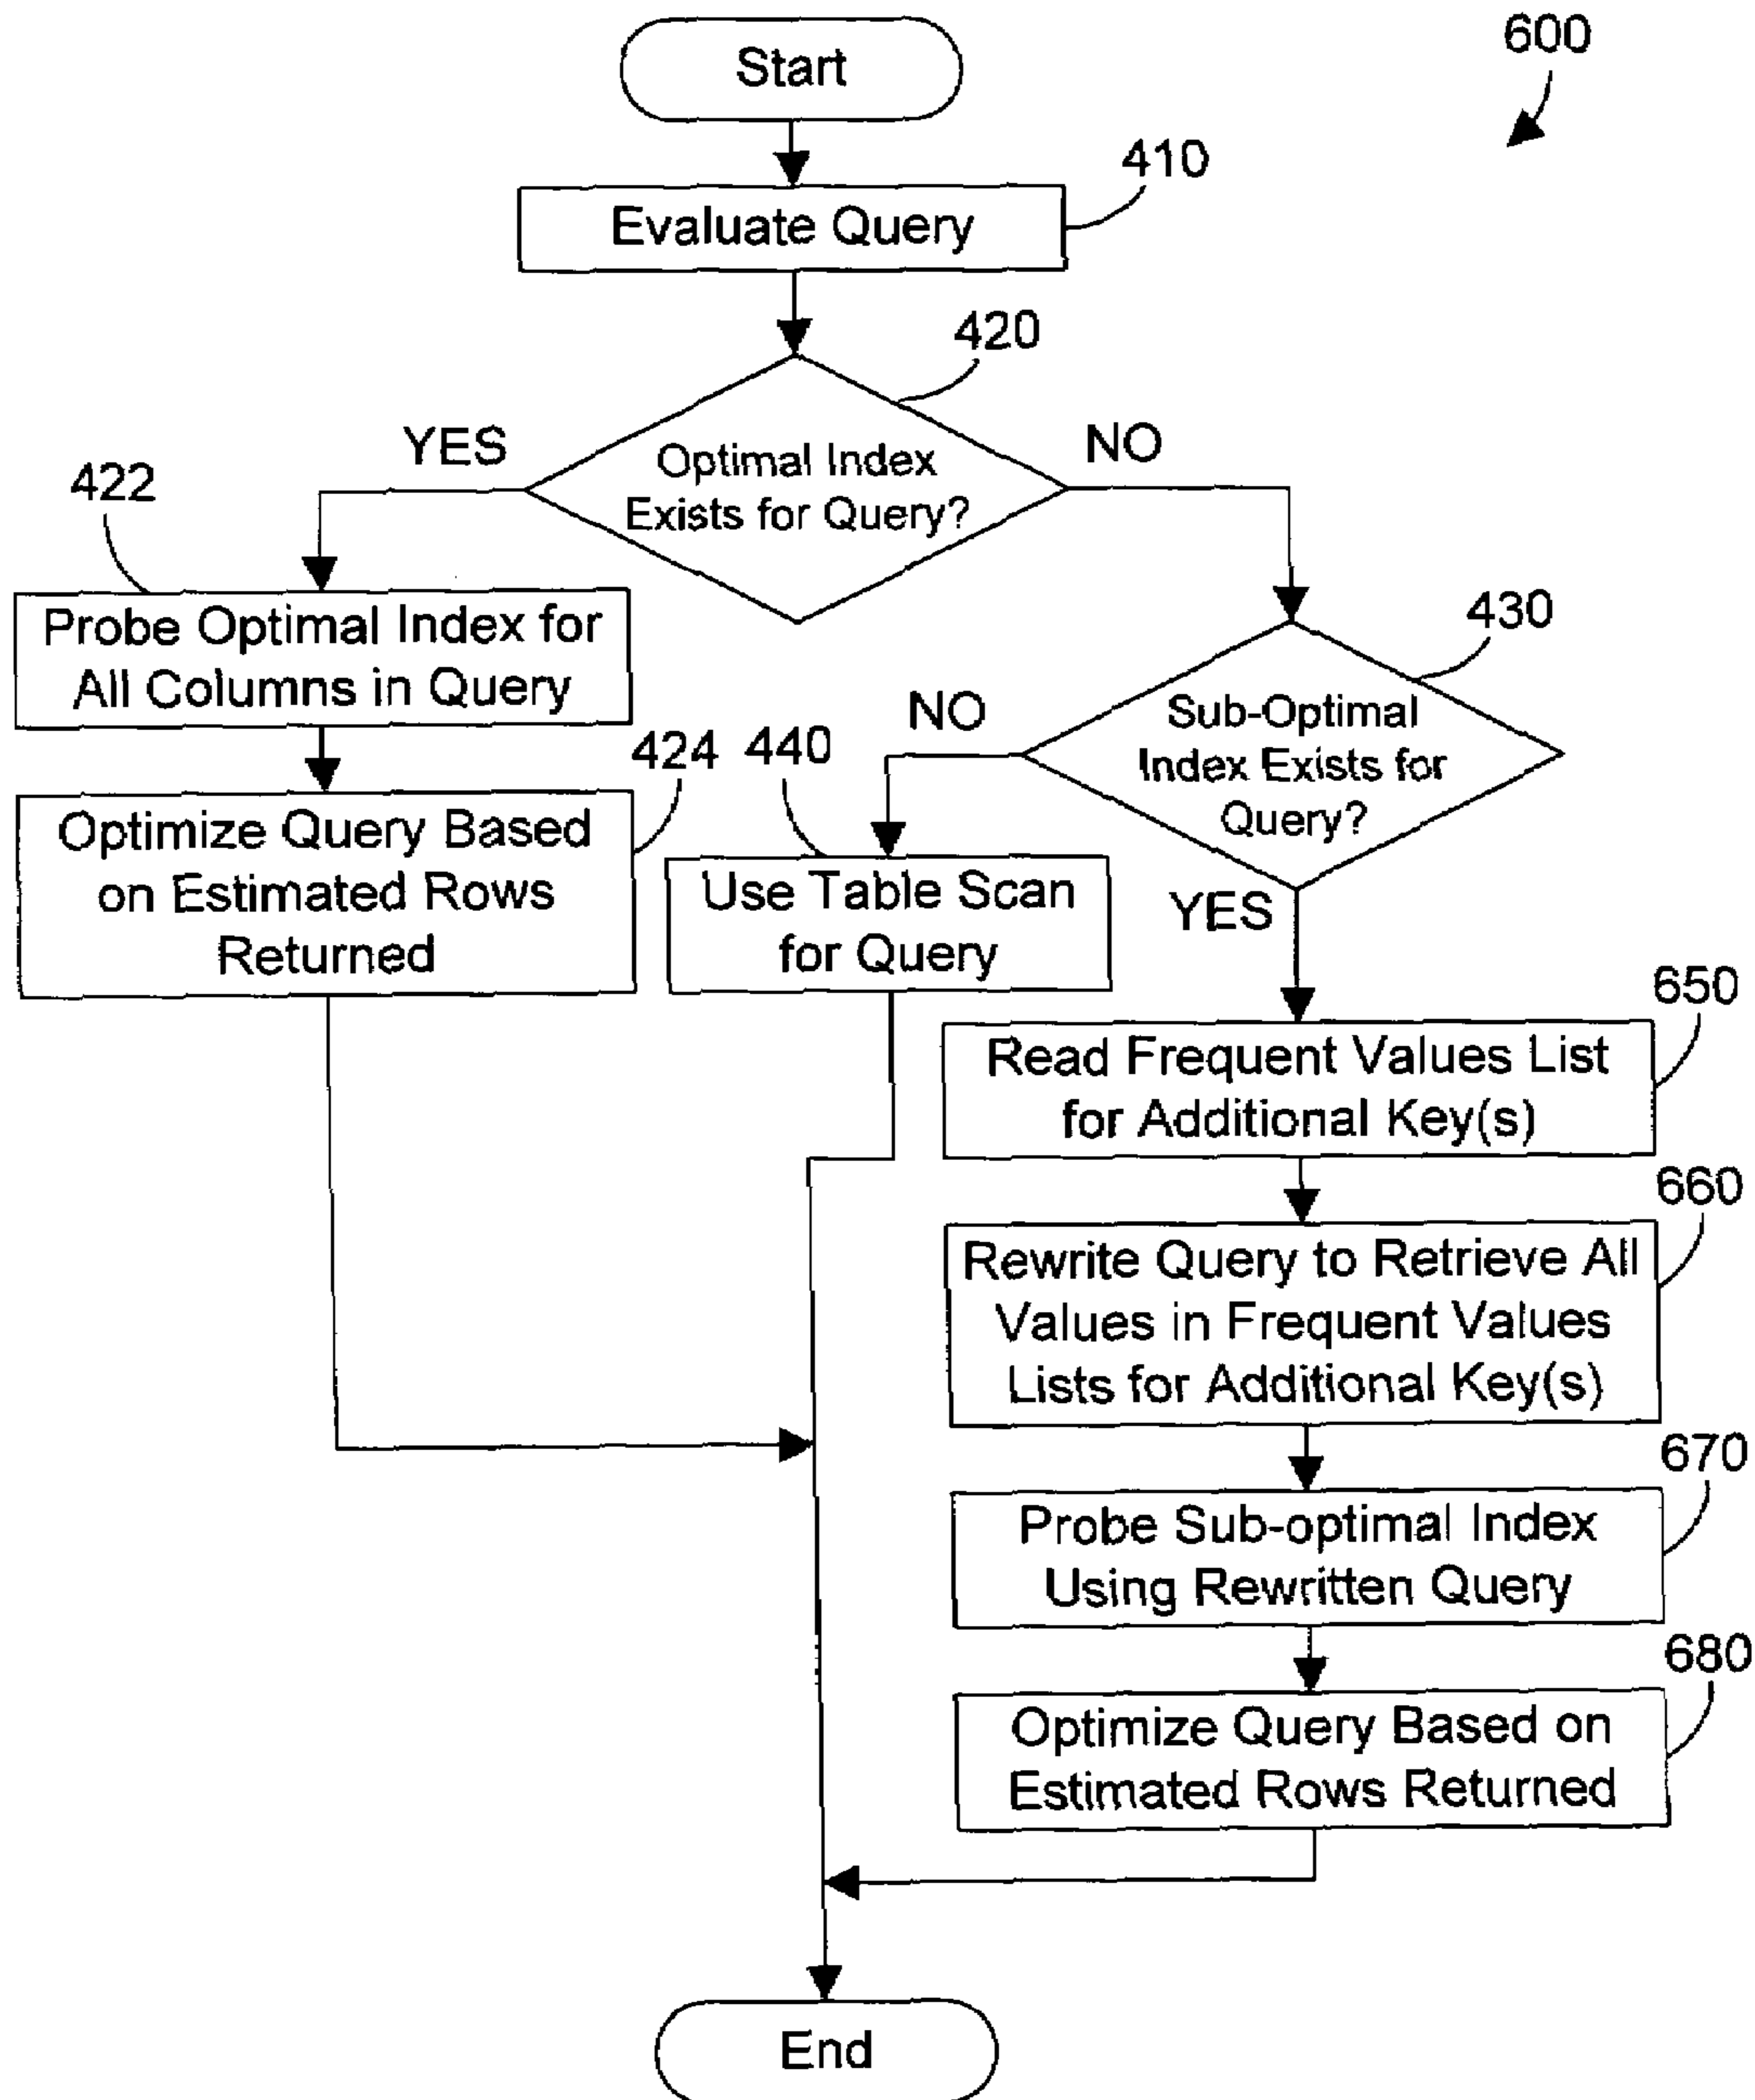 Start
600
410
Evaluate Query
420
YES
NO
Optimal Index
Exists for Query?
422
Probe Optimal Index for
All Columns in Query
430
NO
Sub-Optimal
Index Exists for
Query?
424
440
Optimize Query Based
on Estimated Rows
Returned
Use Table Scan
for Query
YES
650
Read Frequent Values List
for Additional Key(s)
660
Rewrite Query to Retrieve All
Values in Frequent Values
Lists for Additional Key(s)
670
Probe Sub-optimal Index
Using Rewritten Query
680
Optimize Query Based on
Estimated Rows Returned
End